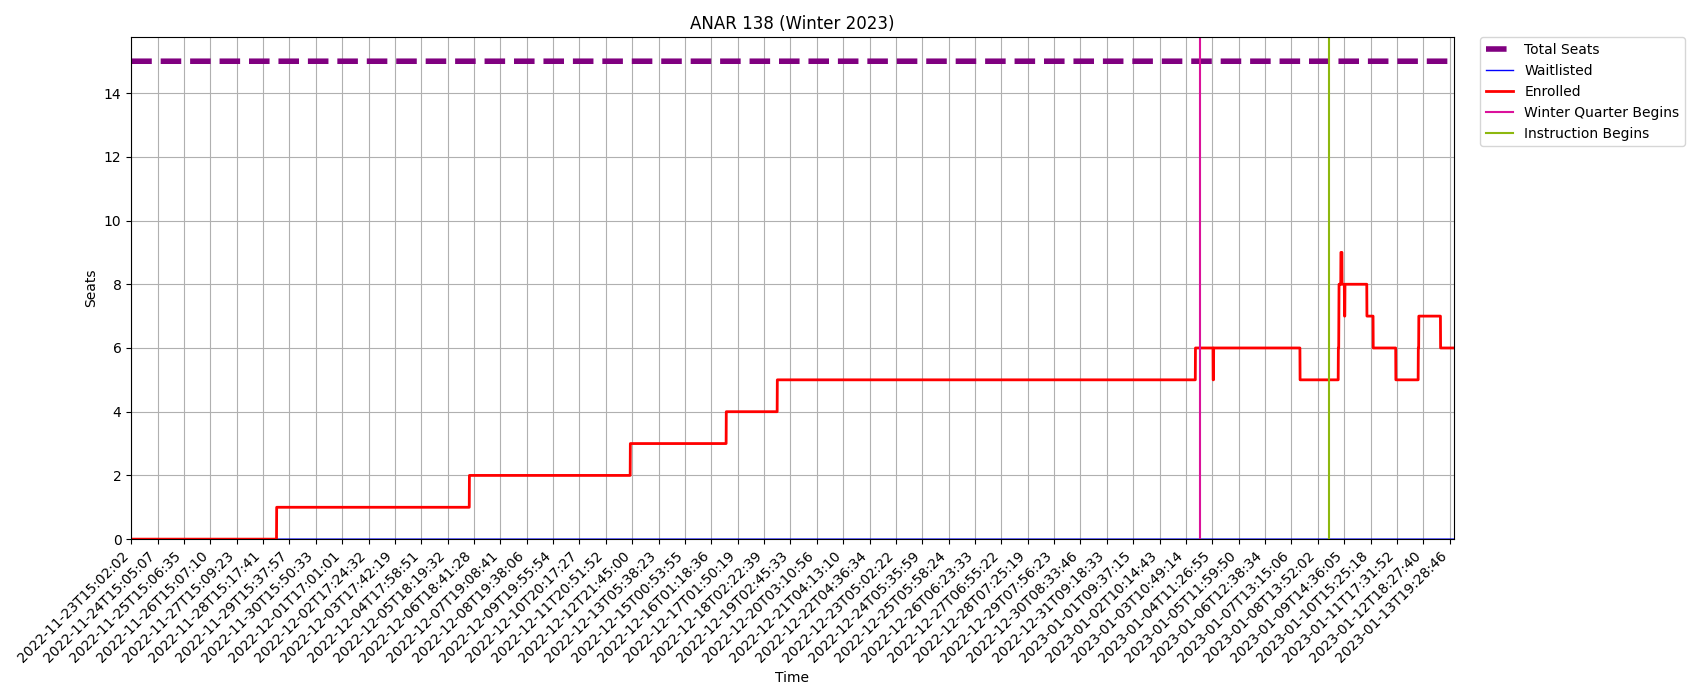 ANAR 138 (Winter 2023)
Total Seats
Waitlisted
Enrolled
Winter Quarter Begins
Instruction Begins
Seats
14
12
10
8
6
4
2
0
2022-11-23T15:02:02
2022-11-24T15:05:07
2022-11-25T15:06:35
2022-11-26T15:07:10
2022-11-27T15:09:23
2022-11-28T15:17:41
2022-11-29T15:37:57
2022-11-30T15:50:33
2022-12-01T17:01:01
2022-12-02T17:24:32
2022-12-03T17:42:19
2022-12-04T17:58:51
2022-12-05T18:19:32
2022-12-06T18:41:28
2022-12-07T19:08:41
2022-12-08T19:38:06
2022-12-09T19:55:54
2022-12-10T20:17:27
2022-12-11T20:51:52
2022-12-12T21:45:00
2022-12-13T05:38:23
2022-12-15T00:53:55
2022-12-16T01:18:36
2022-12-17T01:50:19
2022-12-18T02:22:39
2022-12-19T02:45:33
2022-12-20T03:10:56
2022-12-21T04:13:10
2022-12-22T04:36:34
2022-12-23T05:02:22
2022-12-24T05:35:59
2022-12-25T05:58:24
2022-12-26T06:23:33
2022-12-27T06:55:22
2022-12-28T07:25:19
2022-12-29T07:56:23
2022-12-30T08:33:46
2022-12-31T09:18:33
2023-01-01T09:37:15
2023-01-02T10:14:43
2023-01-03T10:49:14
2023-01-04T11:26:55
2023-01-05T11:59:50
2023-01-06T12:38:34
2023-01-07T13:15:06
2023-01-08T13:52:02
2023-01-09T14:36:05
2023-01-10T15:25:18
2023-01-11T17:31:52
2023-01-12T18:27:40
2023-01-13T19:28:46
Time